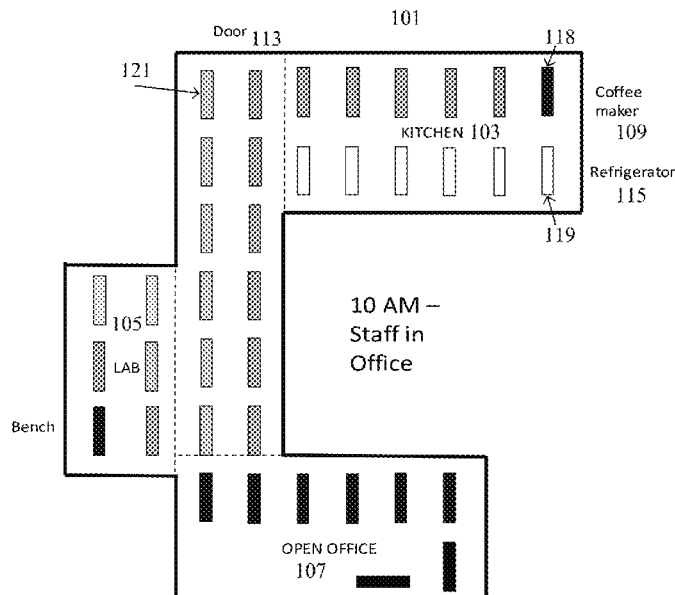 101
Door 113
118
121
Coffee
maker
109
KITCHEN 103
Refrigerator
115
119
10 AM –
Staff in
Office
105
LAB
Bench
OPEN OFFICE
107